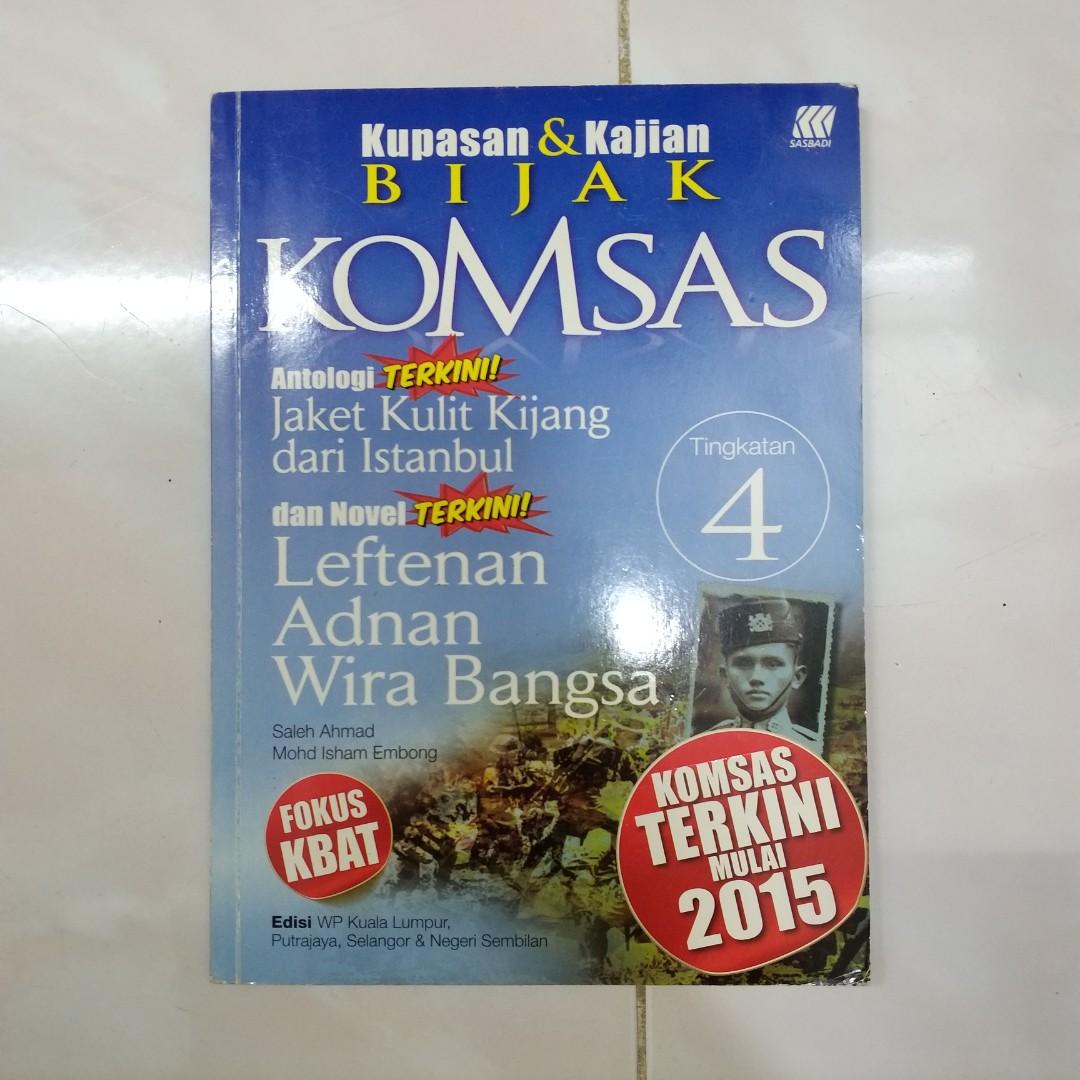 Kupasan & Kajian
BIJAK
SASBADI
KOMSAS
Antologi TERKINI!
Jaket Kulit Kijang
dari Istanbul
dan Novel TERKINI!
Leftenan
Adnan
Wira Bangsa
Tingkatan
4
Saleh Ahmad
Mohd Isham Embong
FOKUS
KBAT
KOMSAS
TERKINI
MULAI
2015
Edisi WP Kuala Lumpur,
Putrajaya, Selangor & Negeri Sembilan